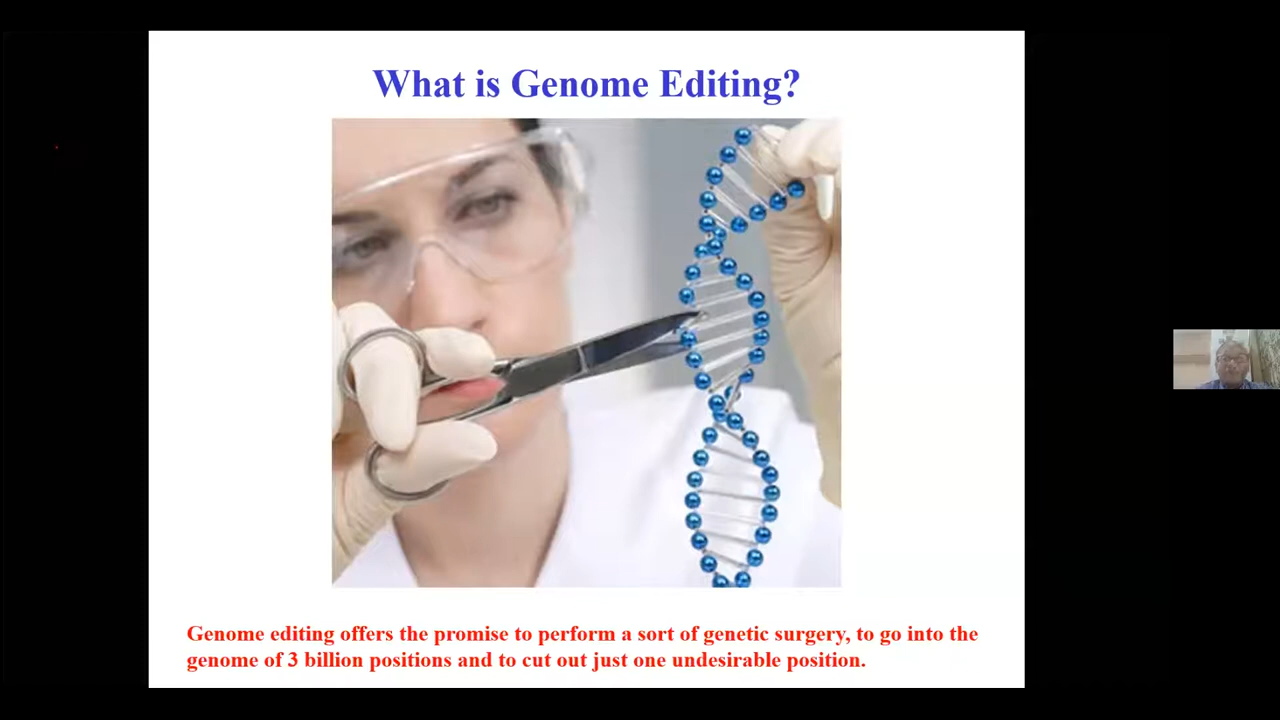 What is Genome Editing?
Genome editing offers the promise to perform a sort of genetic surgery, to go into the
genome of 3 billion positions and to cut out just one undesirable position.